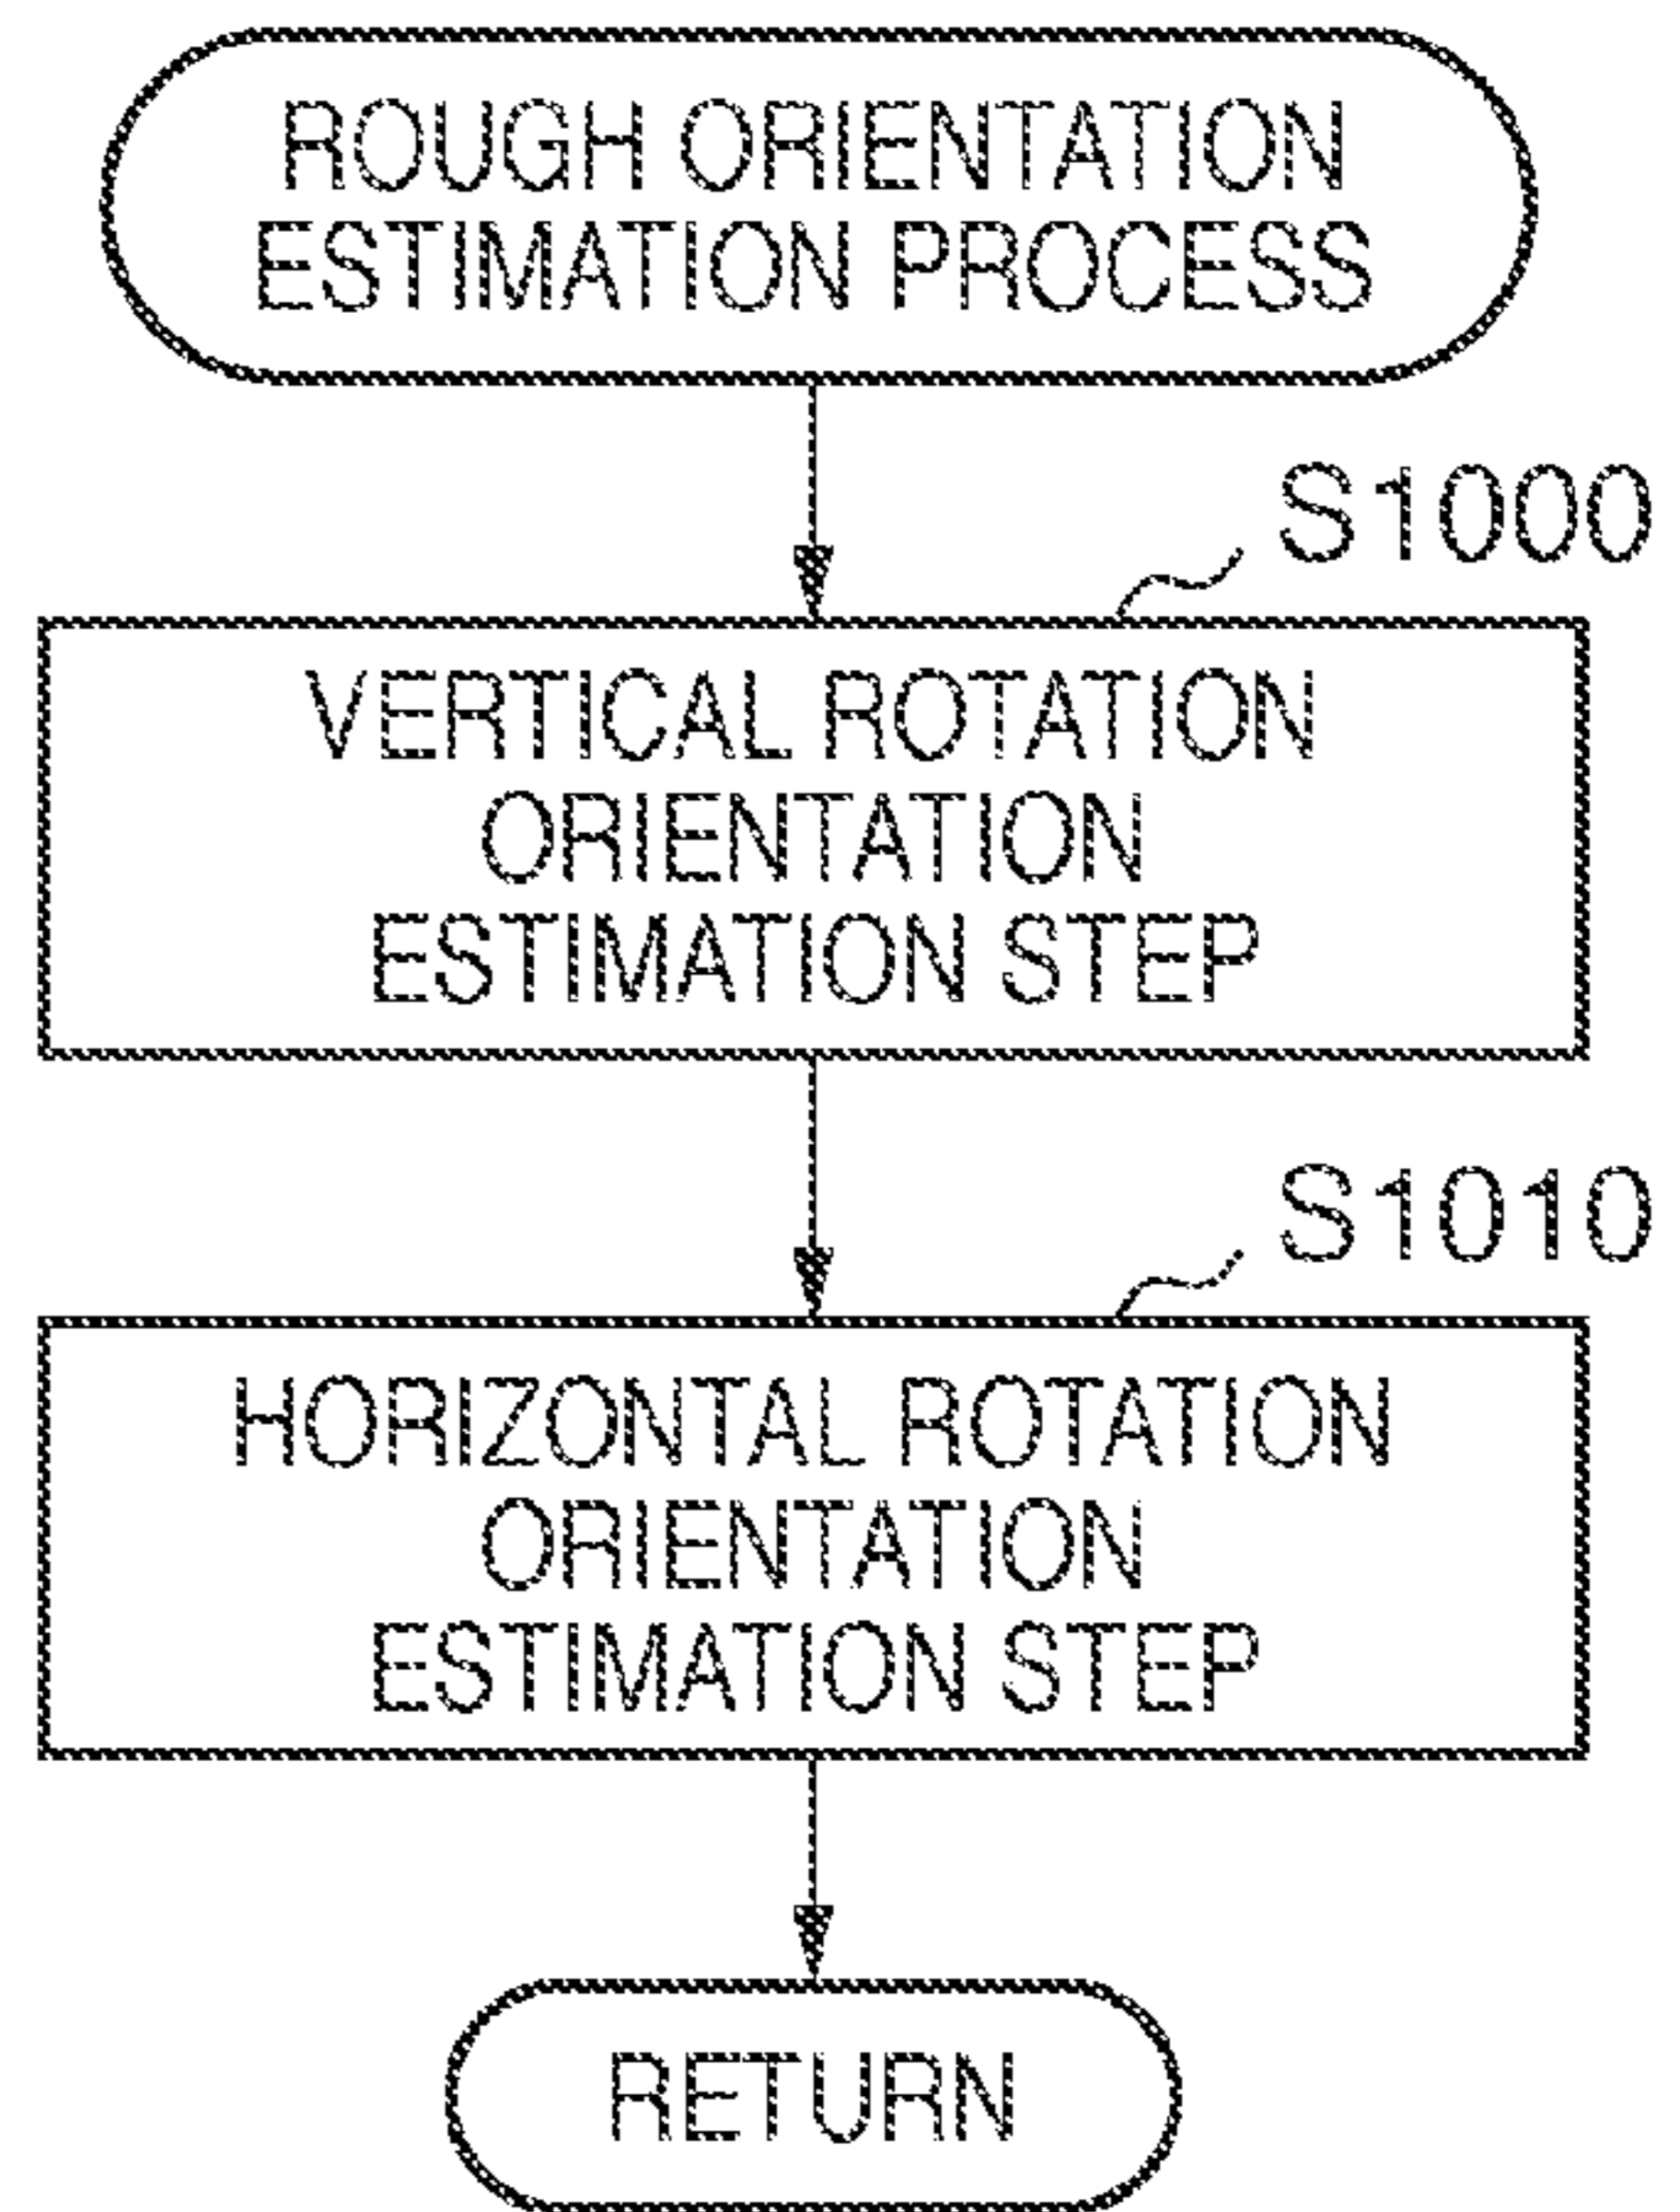 ROUGH ORIENTATION
ESTIMATION PROCESS
S1000
VERTICAL ROTATION
ORIENTATION
ESTIMATION STEP
S1010
HORIZONTAL ROTATION
ORIENTATION
ESTIMATION STEP
RETURN